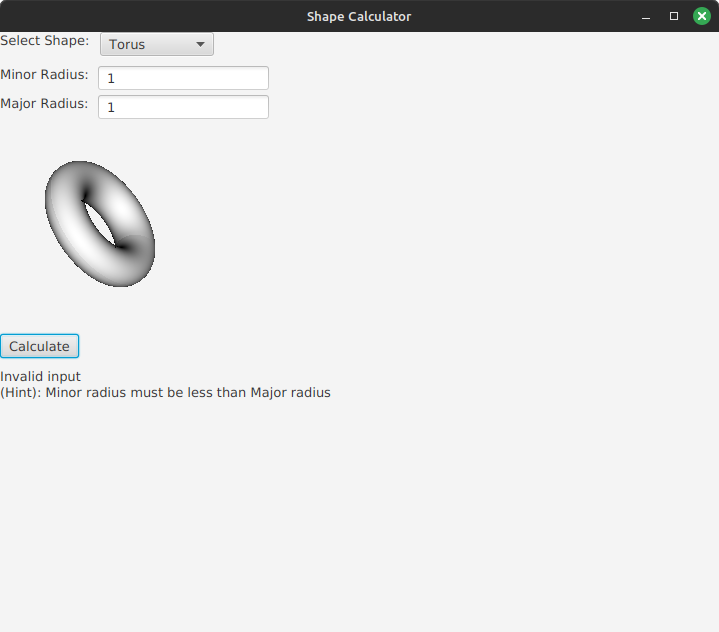 Shape Calculator
Select Shape: Torus
Minor Radius: 1
Major Radius: 1
Calculate
Invalid input
(Hint): Minor radius must be less than Major radius